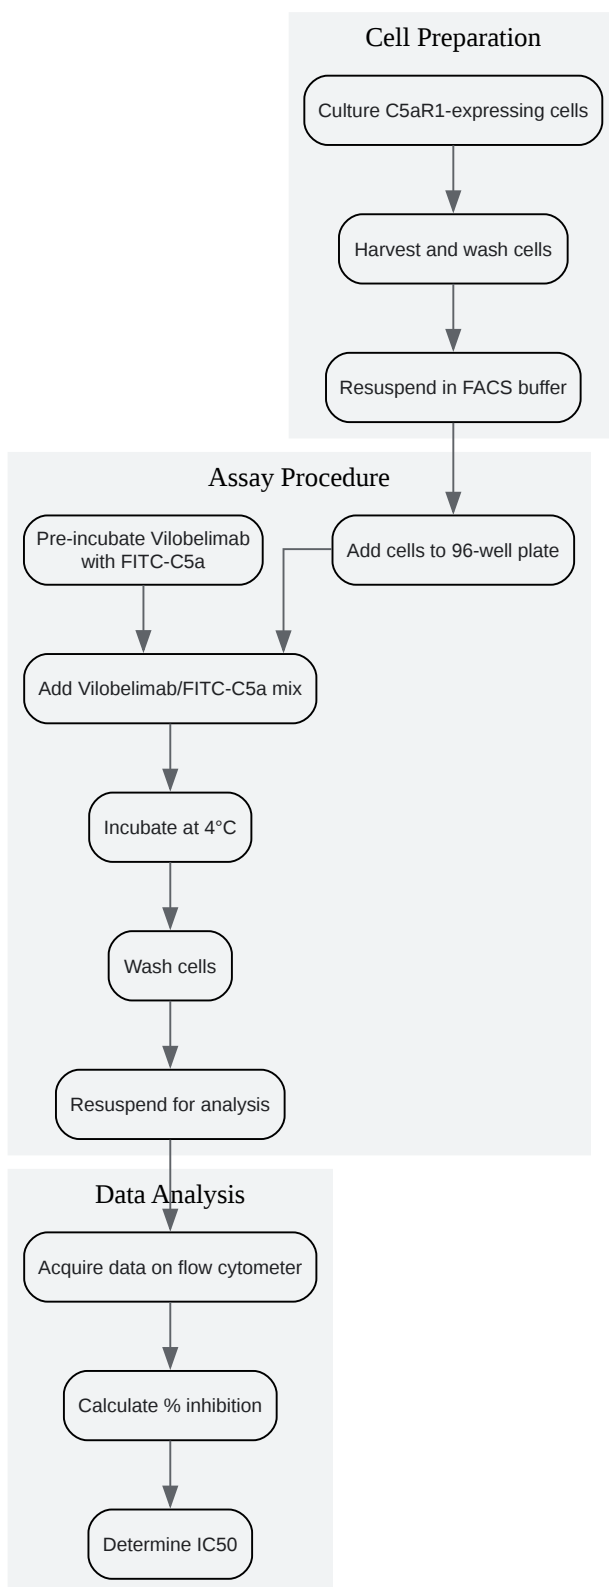 Cell Preparation
Culture C5aR1-expressing cells
Harvest and wash cells
Resuspend in FACS buffer
Assay Procedure
Pre-incubate Vilobelimab
with FITC-C5a
Add cells to 96-well plate
Add Vilobelimab/FITC-C5a mix
Incubate at 4°C
Wash cells
Resuspend for analysis
Data Analysis
Acquire data on flow cytometer
Calculate % inhibition
Determine IC50